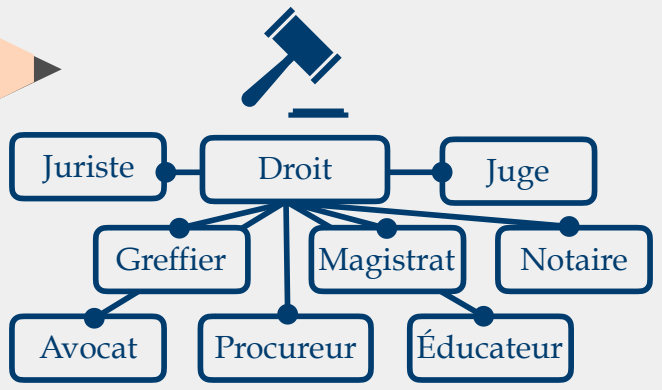 Juriste
Droit
Juge
Greffier
Magistrat
Notaire
Avocat
Procureur
Éducateur